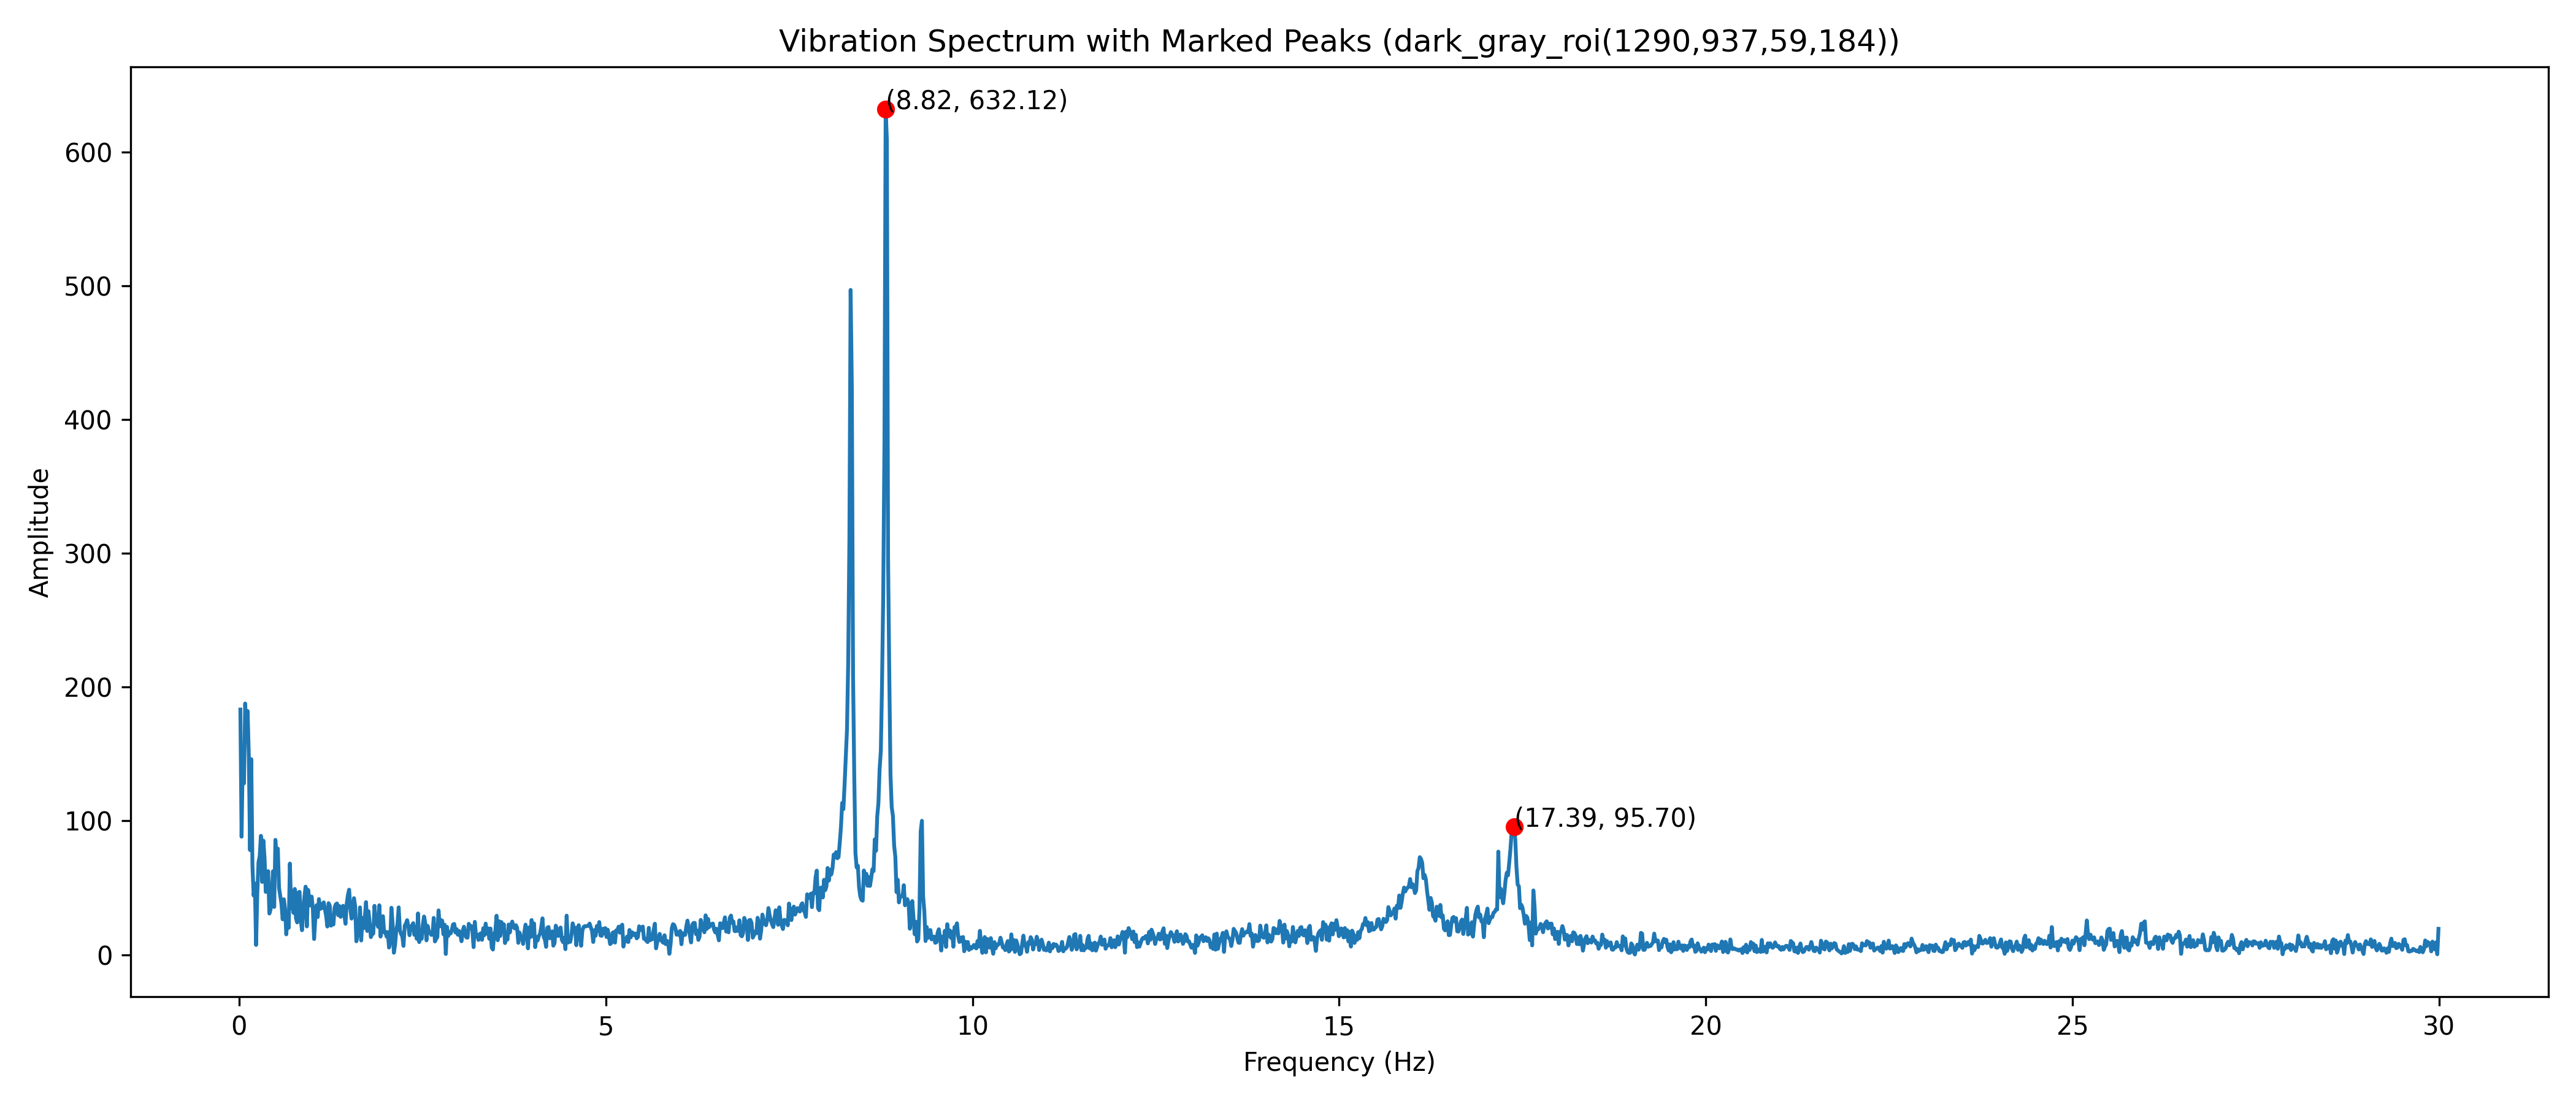 Vibration Spectrum with Marked Peaks (dark_gray_roi(1290,937,59,184))
(8.82, 632.12)
600
500
400
300
200
(17.39, 95.70)
100
0
Amplitude
0 5 10 15 20 25 30
Frequency (Hz)